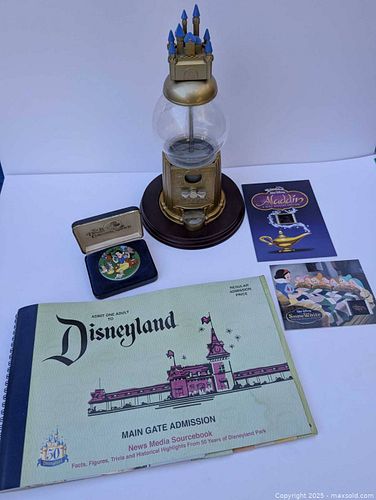 Aladdin
Snow White
ADMIT ONE ADULT
TO
REGULAR
ADMISSION
PRICE
Disneyland
MAIN GATE ADMISSION
News Media Sourcebook
Facts, Figures, Trivia and Historical Highlights From 50 Years of Disneyland Park
50
Copyright 2025 - maxsold.com